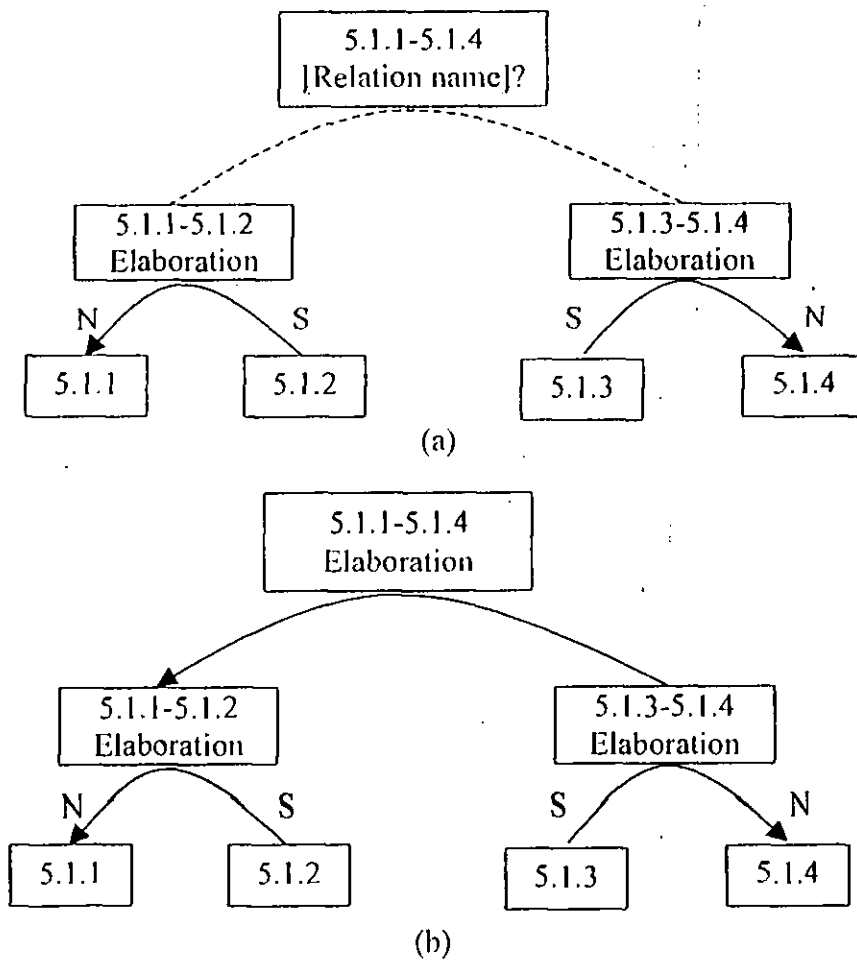 5.1.1-5.1.4
[Relation name]?
5.1.1-5.1.2
Elaboration
5.1.3-5.1.4
Elaboration
N
S
S
N
5.1.1
5.1.2
5.1.3
5.1.4
(a)
5.1.1-5.1.4
Elaboration
5.1.1-5.1.2
Elaboration
5.1.3-5.1.4
Elaboration
N
S
S
N
5.1.1
5.1.2
5.1.3
5.1.4
(b)